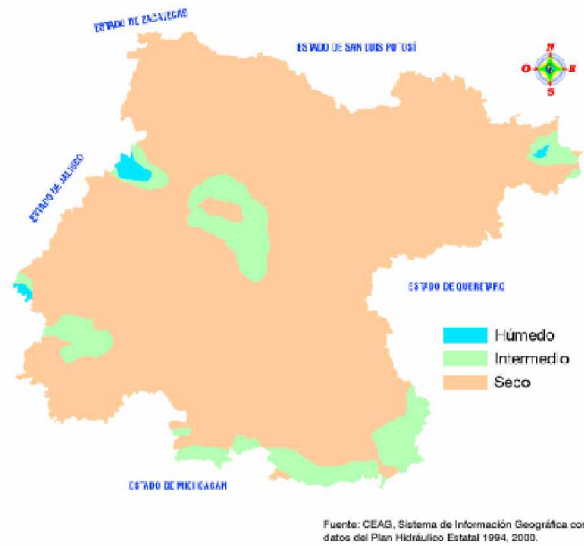 ESTADO DE ZACATECAS
ESTADO DE SAN LUIS POTOSÍ
N
O E
S
ESTADO DE JALISCO
ESTADO DE QUERÉTARO
Húmedo
Intermedio
Seco
ESTADO DE MICHOACAN
Fuente: CEAG, Sistema de Información Geográfica con
datos del Plan Hidráulico Estatal 1994, 2000.